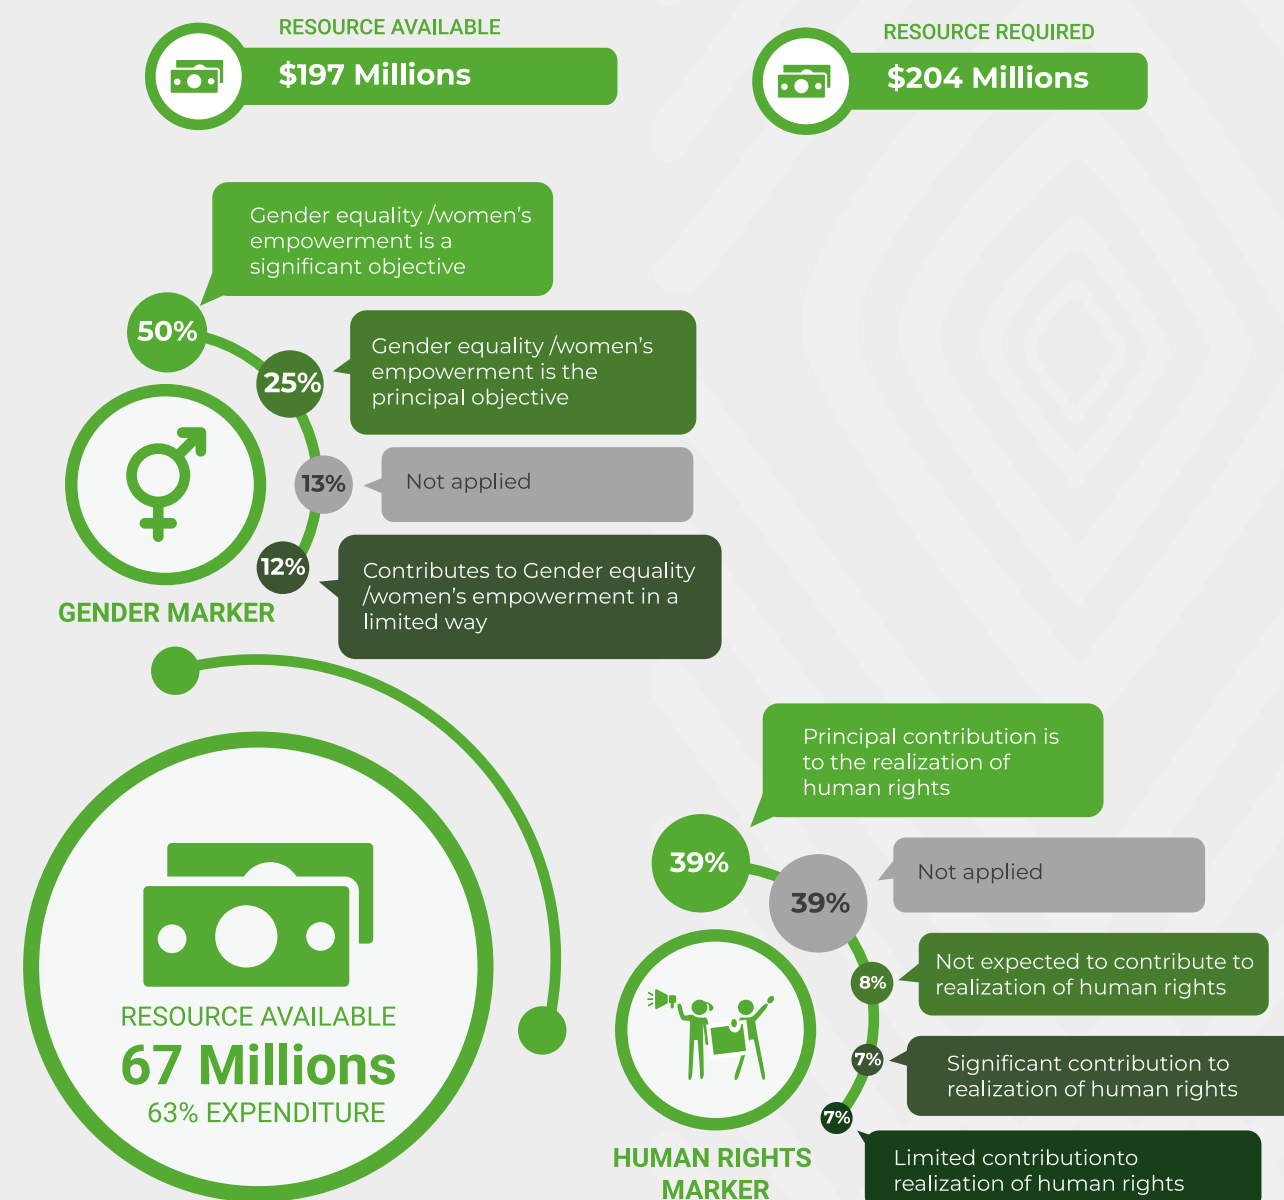 RESOURCE AVAILABLE
$197 Millions
RESOURCE REQUIRED
$204 Millions
Gender equality /women's
empowerment is a
significant objective
50%
Gender equality /women's
empowerment is the
principal objective
25%
Not applied
13%
Contributes to Gender equality
/women's empowerment in a
limited way
12%
GENDER MARKER
RESOURCE AVAILABLE
67 Millions
63% EXPENDITURE
Principal contribution is
to the realization of
human rights
39%
Not applied
39%
Not expected to contribute to
realization of human rights
8%
Significant contribution to
realization of human rights
7%
Limited contributionto
realization of human rights
7%
HUMAN RIGHTS
MARKER